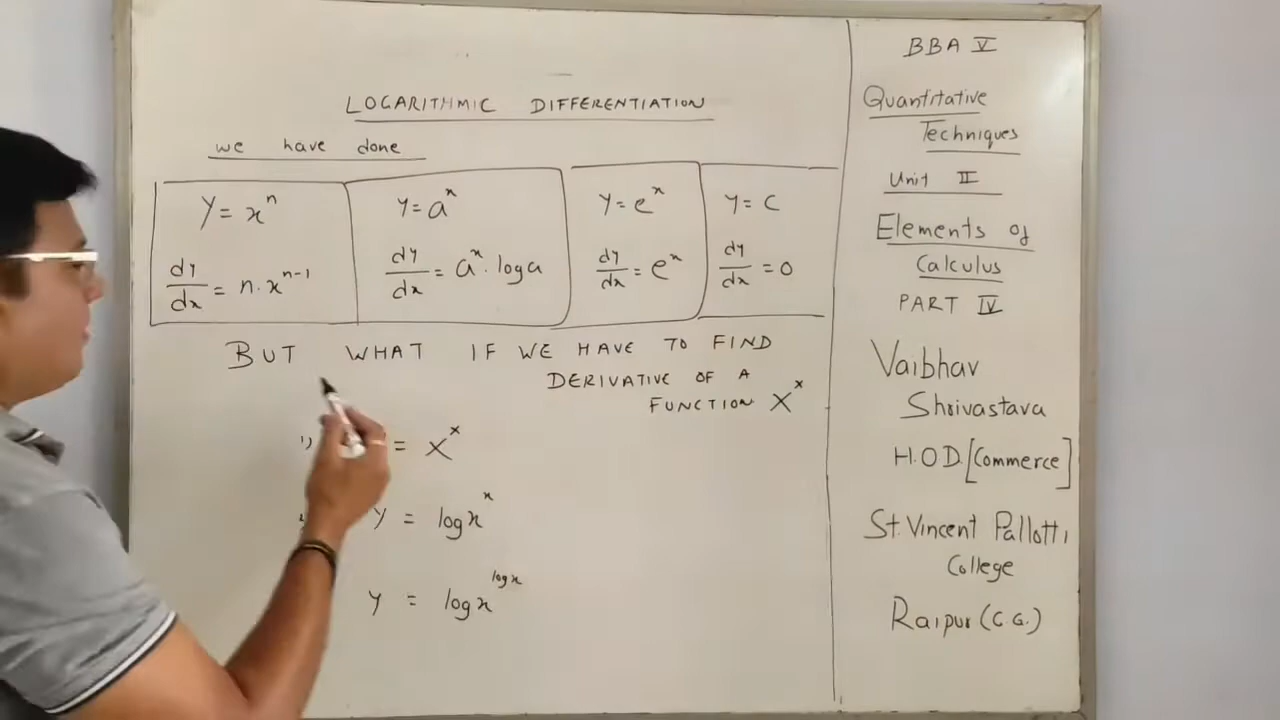 LOGARITHMIC DIFFERENTIATION
we have done
y = x^n
dy/dx = n·x^(n-1)
y = a^x
dy/dx = a^x · log a
y = e^x
dy/dx = e^x
y = c
dy/dx = 0
BUT WHAT IF WE HAVE TO FIND
DERIVATIVE OF A
FUNCTION X^x
1) = X^x
y = log x^x
y = log x^(log x)
BBA V
Quantitative
Techniques
Unit II
Elements of
Calculus
PART IV
Vaibhav
Shrivastava
H.O.D. [Commerce]
St. Vincent Pallotti
College
Raipur (C.G.)